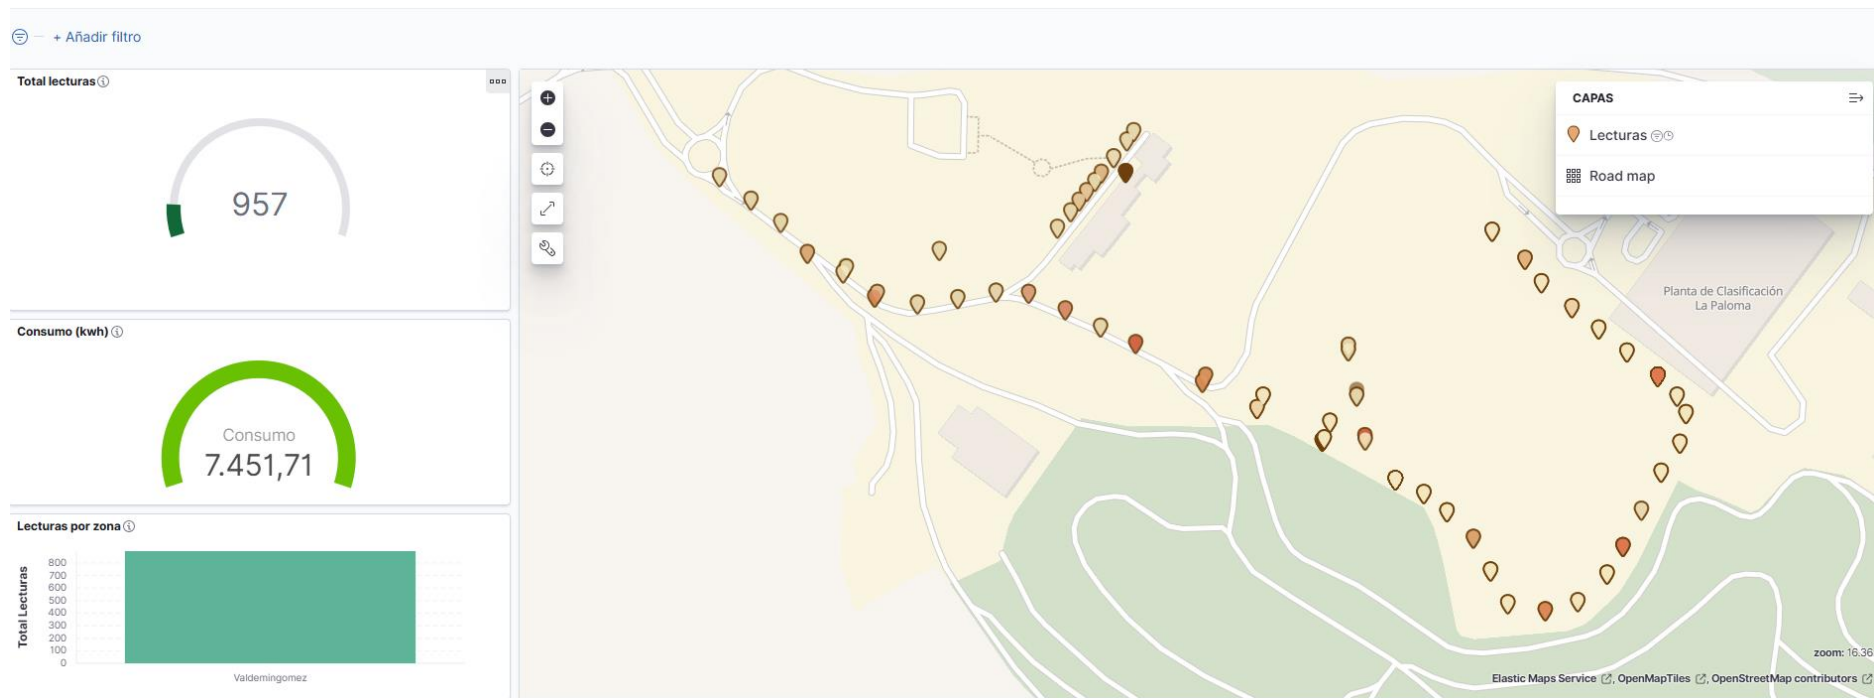 + Añadir filtro
Total lecturas
957
Consumo (kwh)
Consumo
7.451,71
Lecturas por zona
Total Lecturas
800
700
600
500
400
300
200
100
0
Valdemingomez
CAPAS
Lecturas
Road map
Planta de Clasificación
La Paloma
zoom: 16.36
Elastic Maps Service, OpenMapTiles, OpenStreetMap contributors